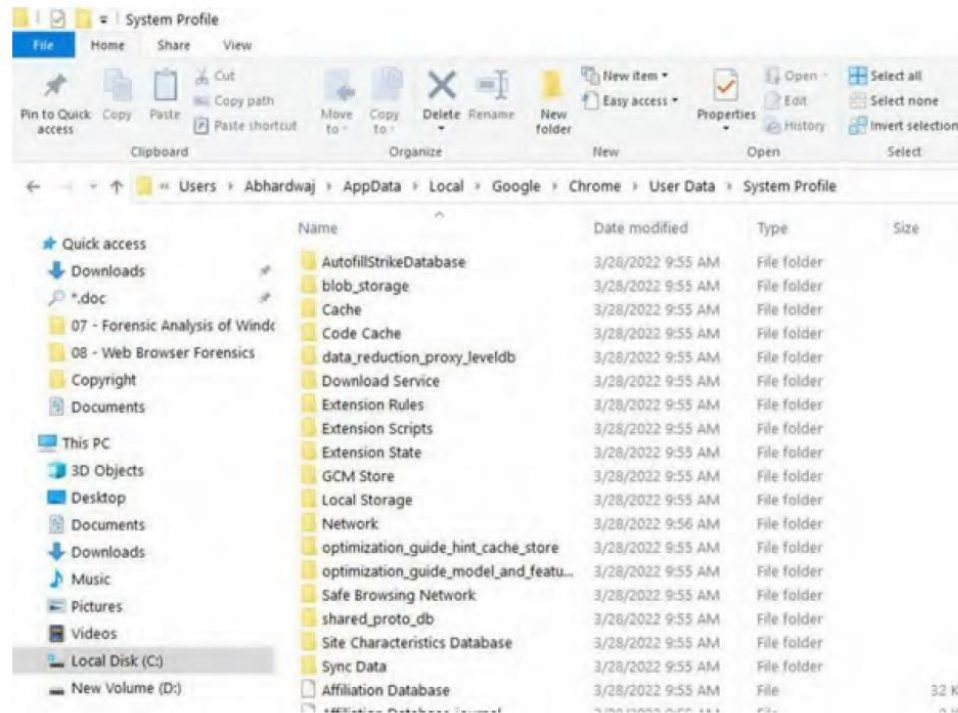 System Profile
File Home Share View
Pin to Quick access
Copy
Paste
Cut
Copy path
Paste shortcut
Move to
Copy to
Delete
Rename
New folder
New item
Easy access
Properties
Open
Edit
History
Select all
Select none
Invert selection
Clipboard Organize New Open Select
« Users › Abhardwaj › AppData › Local › Google › Chrome › User Data › System Profile
Name Date modified Type Size
Quick access
Downloads
*.doc
07 - Forensic Analysis of Windc
08 - Web Browser Forensics
Copyright
Documents
This PC
3D Objects
Desktop
Documents
Downloads
Music
Pictures
Videos
Local Disk (C:)
New Volume (D:)
AutofillStrikeDatabase 3/28/2022 9:55 AM File folder
blob_storage 3/28/2022 9:55 AM File folder
Cache 3/28/2022 9:55 AM File folder
Code Cache 3/28/2022 9:55 AM File folder
data_reduction_proxy_leveldb 3/28/2022 9:55 AM File folder
Download Service 3/28/2022 9:55 AM File folder
Extension Rules 3/28/2022 9:55 AM File folder
Extension Scripts 3/28/2022 9:55 AM File folder
Extension State 3/28/2022 9:55 AM File folder
GCM Store 3/28/2022 9:55 AM File folder
Local Storage 3/28/2022 9:55 AM File folder
Network 3/28/2022 9:56 AM File folder
optimization_guide_hint_cache_store 3/28/2022 9:55 AM File folder
optimization_guide_model_and_featu... 3/28/2022 9:55 AM File folder
Safe Browsing Network 3/28/2022 9:55 AM File folder
shared_proto_db 3/28/2022 9:55 AM File folder
Site Characteristics Database 3/28/2022 9:55 AM File folder
Sync Data 3/28/2022 9:55 AM File folder
Affiliation Database 3/28/2022 9:55 AM File 32 K